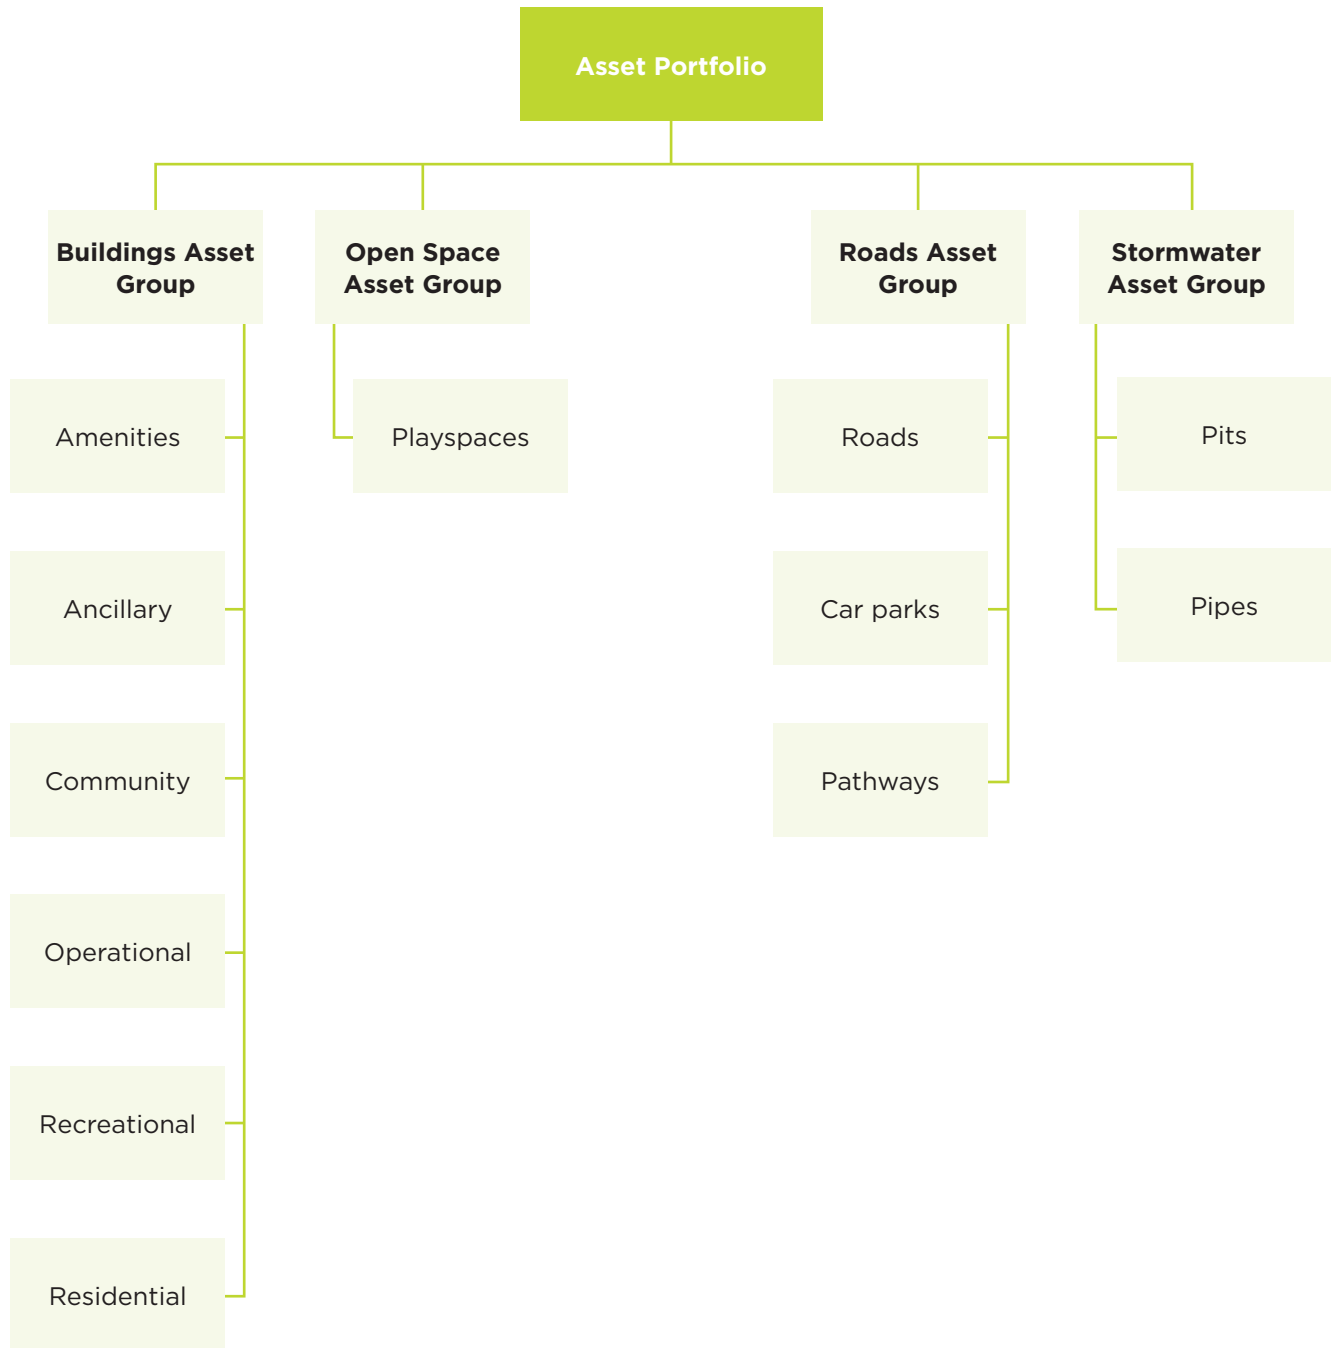 Asset Portfolio
Buildings Asset
Group
Open Space
Asset Group
Roads Asset
Group
Stormwater
Asset Group
Amenities
Ancillary
Community
Operational
Recreational
Residential
Playspaces
Roads
Car parks
Pathways
Pits
Pipes